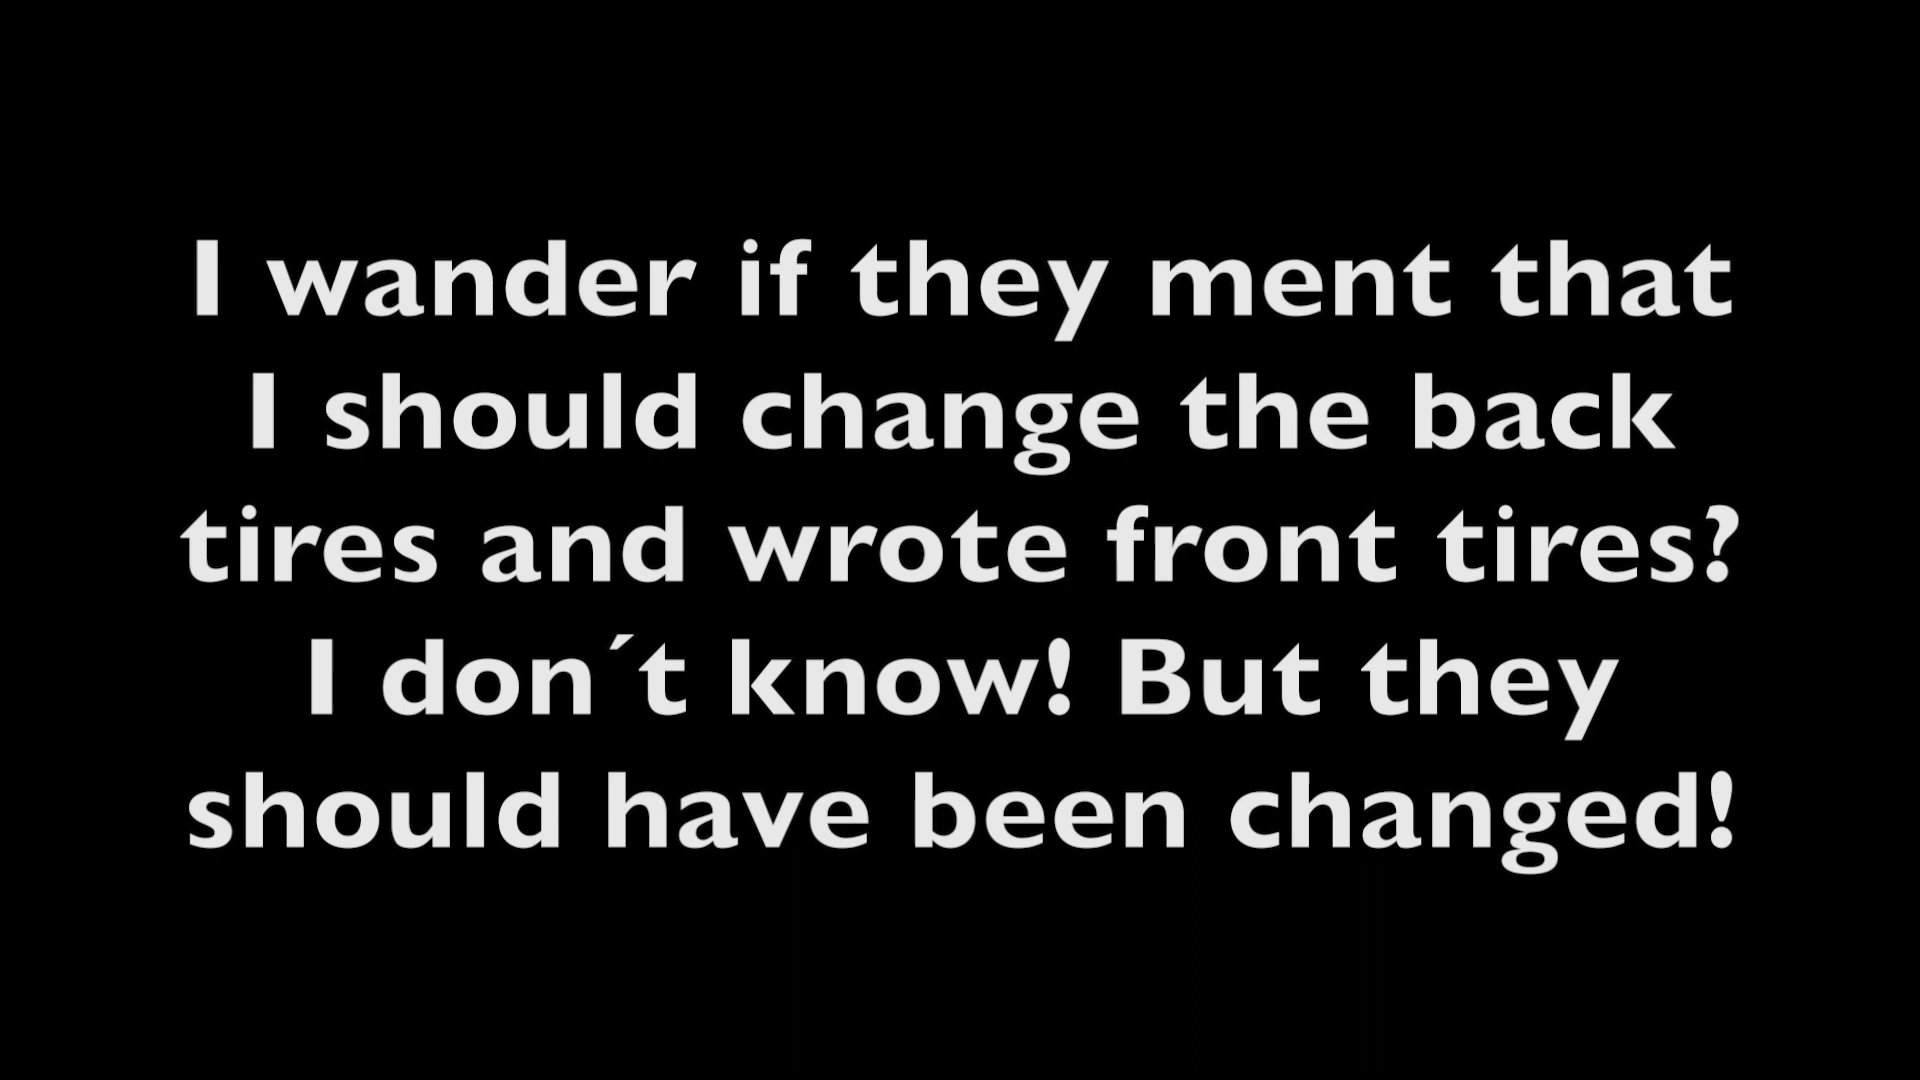 I wander if they ment that
I should change the back
tires and wrote front tires?
I don´t know! But they
should have been changed!